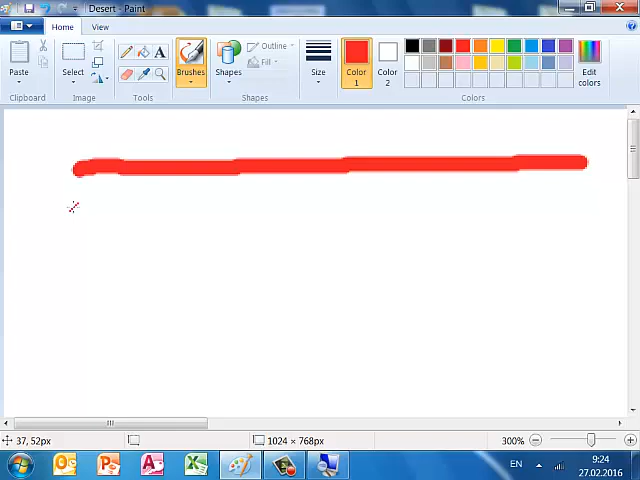 Desert - Paint
Home View
Paste
Select
Brushes
Shapes
Outline
Fill
Size
Color 1
Color 2
Edit colors
Clipboard Image Tools Shapes Colors
37, 52px
1024 × 768px
300%
EN
9:24
27.02.2016